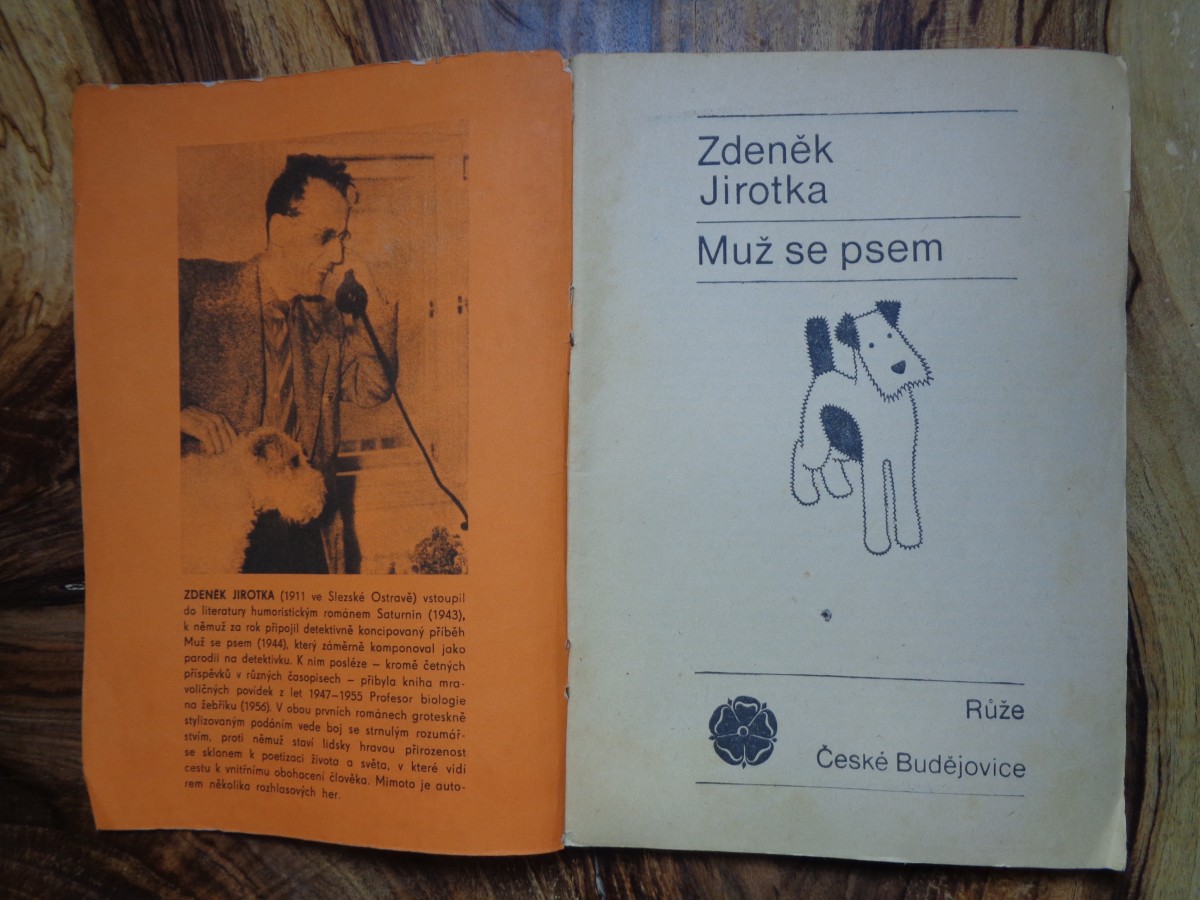 ZDENĚK JIROTKA (1911 ve Slezské Ostravě) vstoupil
do literatury humoristickým románem Saturnin (1943),
k němuž za rok připojil detektivně koncipovaný příběh
Muž se psem (1944), který záměrně komponoval jako
parodii na detektivku. K nim posléze – kromě četných
příspěvků v různých časopisech – přibyla kniha mra-
voličných povídek z let 1947–1955 Profesor biologie
na žebříku (1956). V obou prvních románech groteskně
stylizovaným podáním vede boj se strnulým rozumář-
stvím, proti němuž staví lidsky hravou přirozenost
se sklonem k poetizaci života a světa, v které vidí
cestu k vnitřnímu obohacení člověka. Mimoto je auto-
rem několika rozhlasových her.
Zdeněk
Jirotka
Muž se psem
Růže
České Budějovice